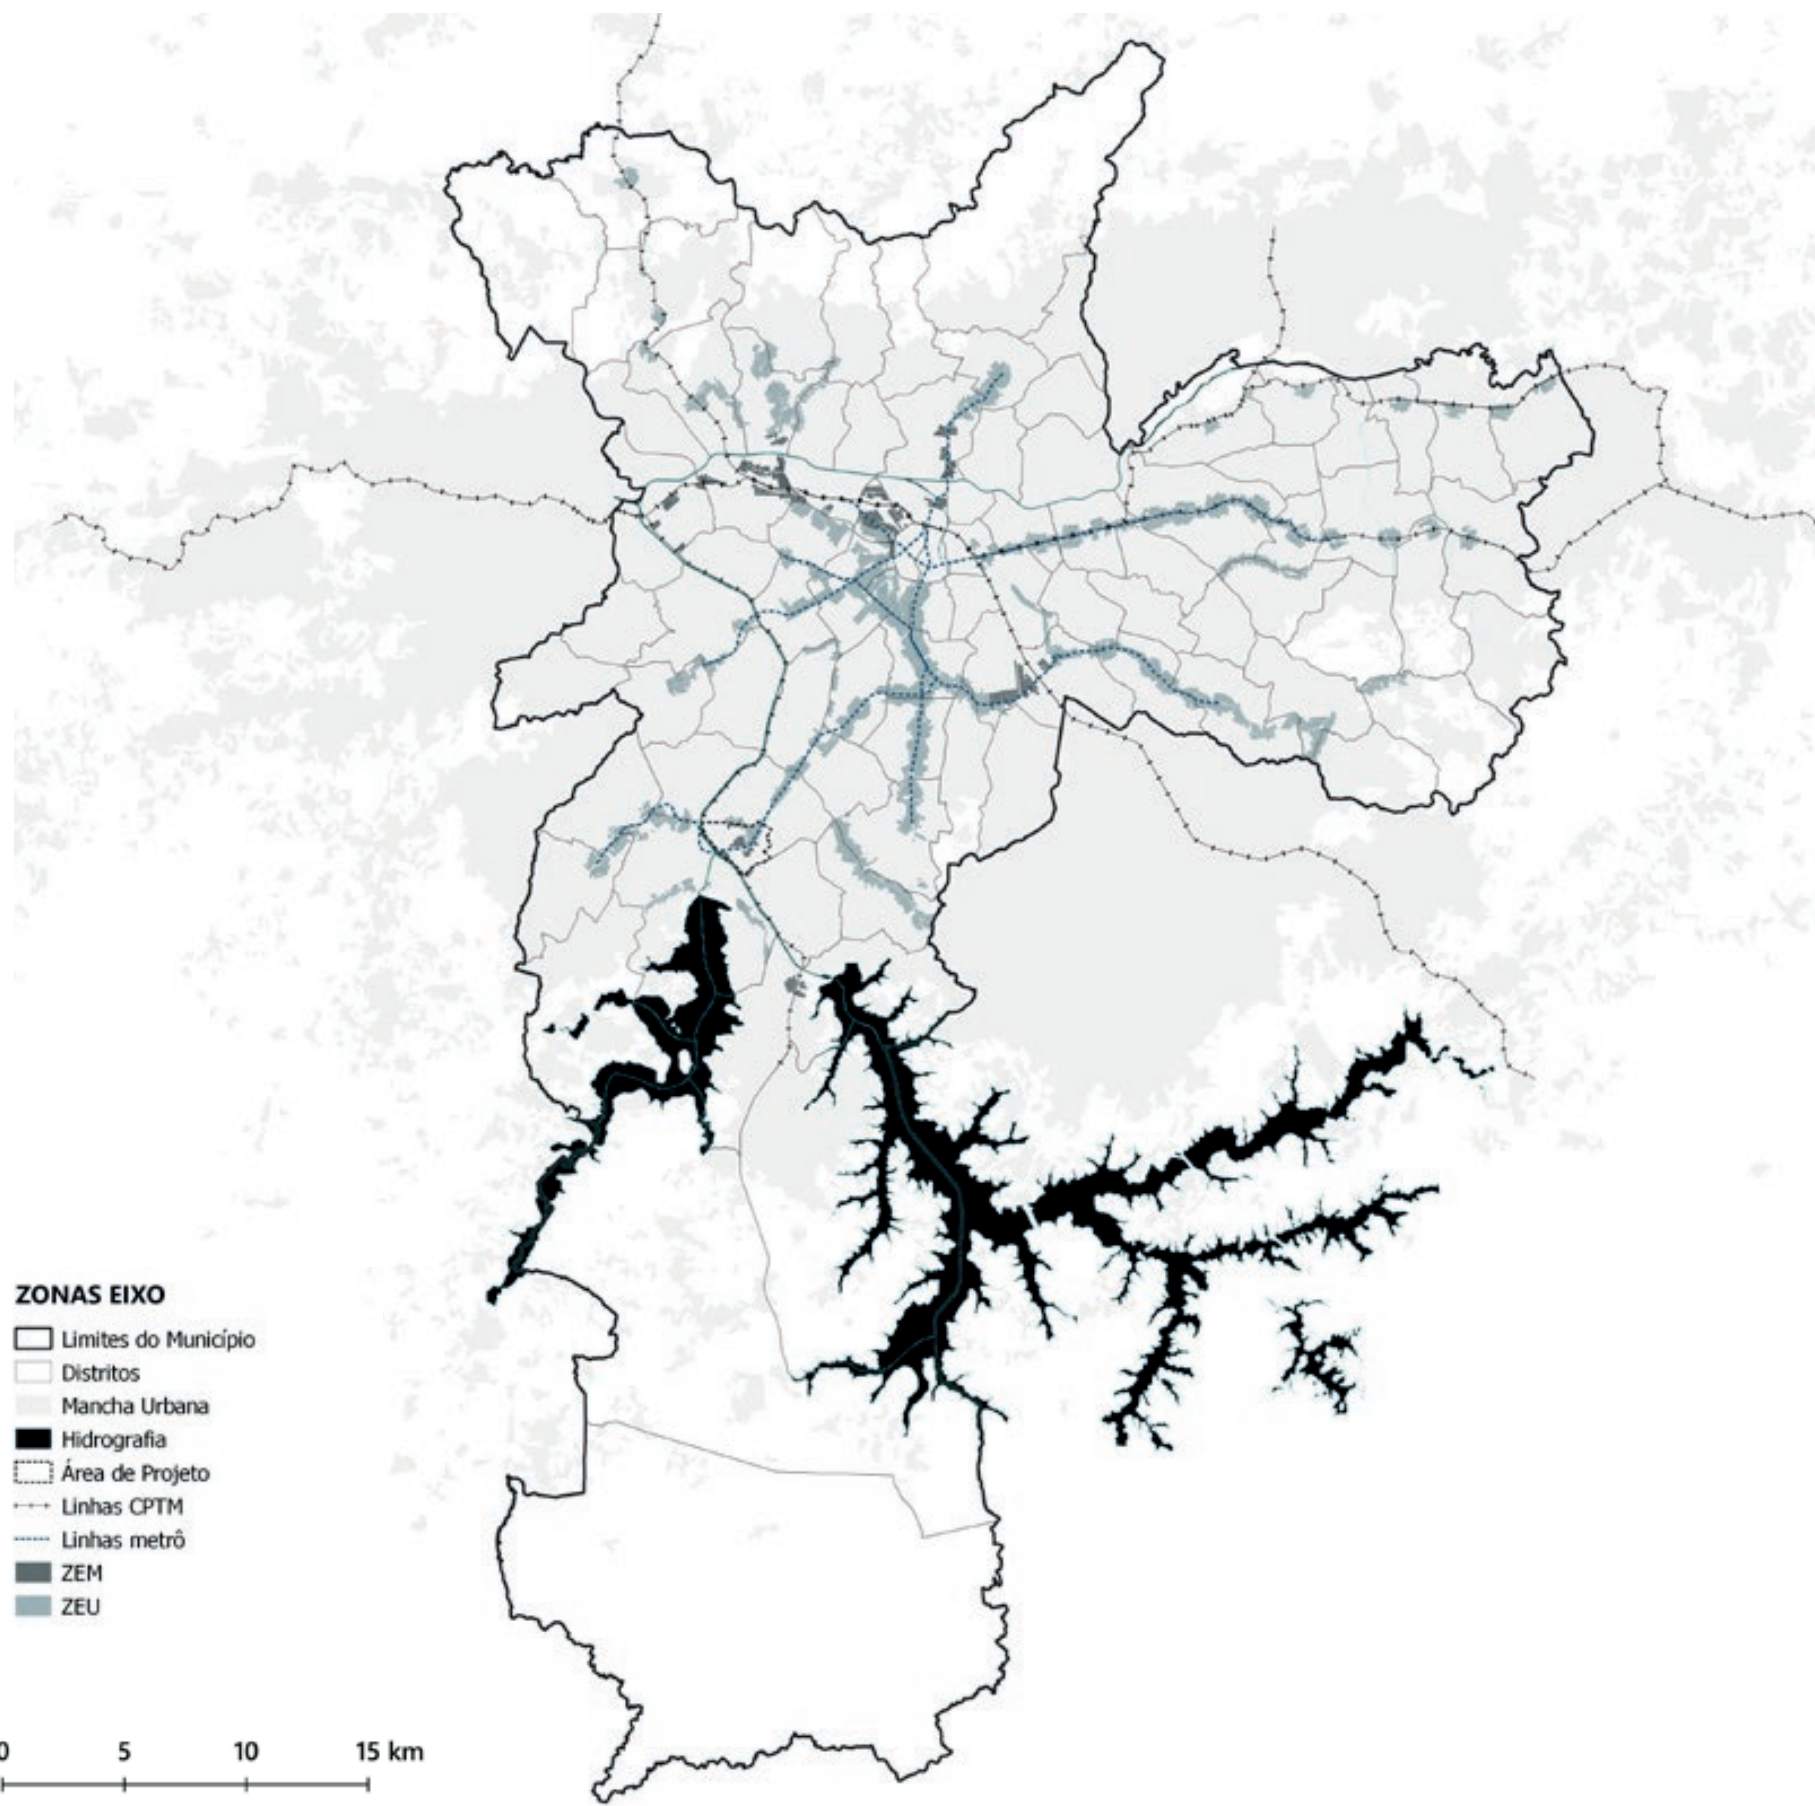 ZONAS EIXO
Limites do Município
Distritos
Mancha Urbana
Hidrografia
Área de Projeto
Linhas CPTM
Linhas metrô
ZEM
ZEU
0 5 10 15 km